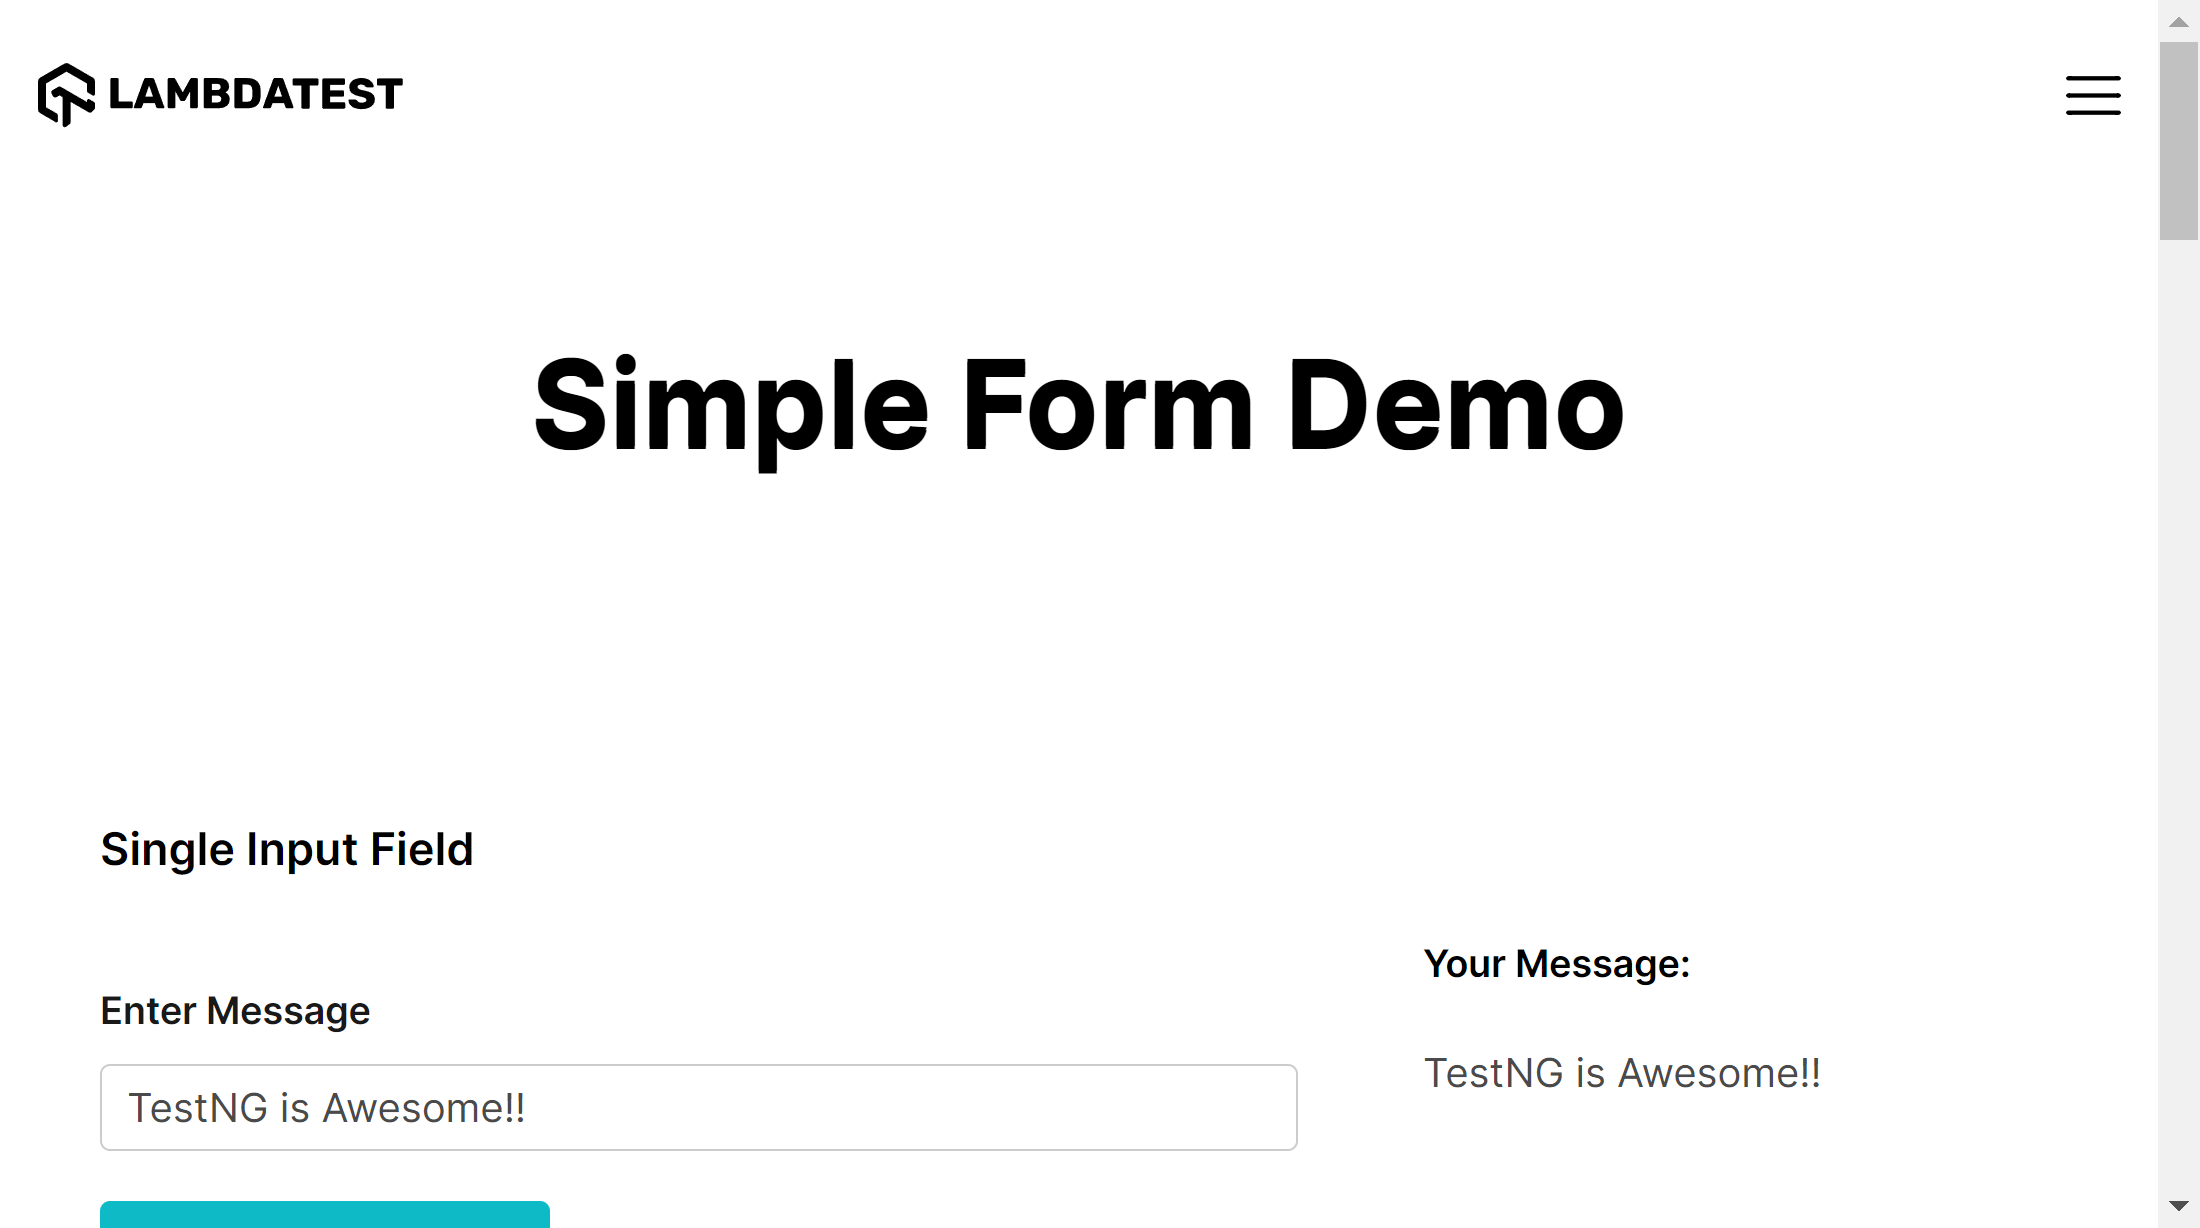 LAMBDATEST
Simple Form Demo
Single Input Field
Enter Message
TestNG is Awesome!!
Your Message:
TestNG is Awesome!!